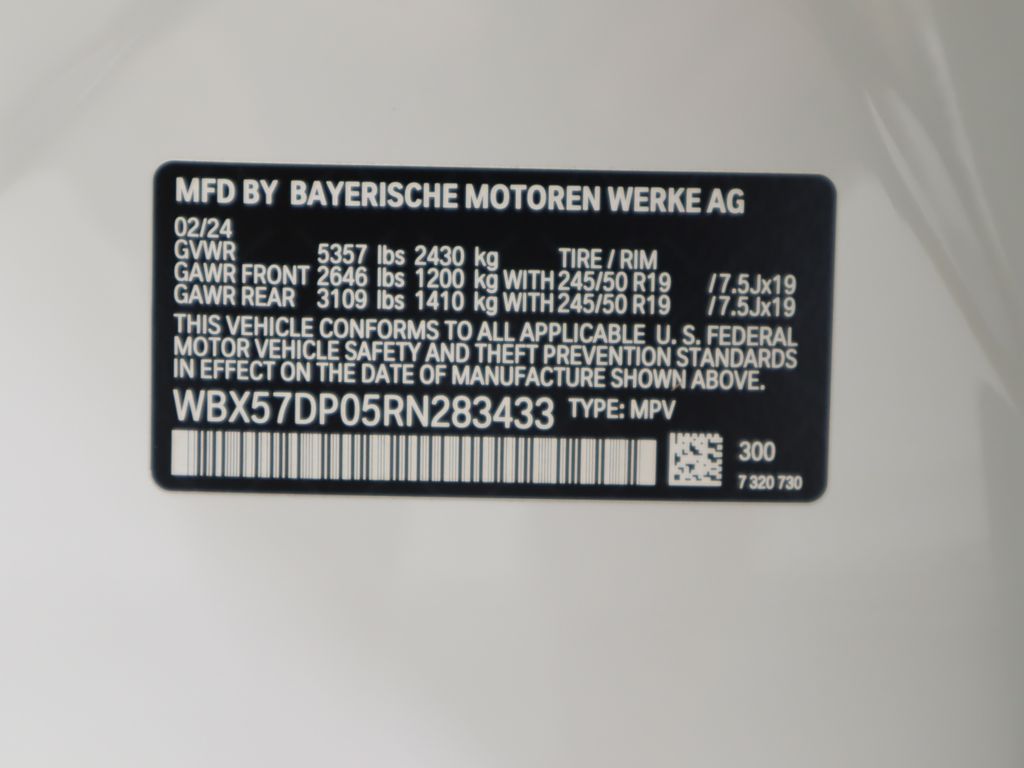 MFD BY BAYERISCHE MOTOREN WERKE AG
02/24
GVWR 5357 lbs 2430 kg TIRE / RIM
GAWR FRONT 2646 lbs 1200 kg WITH 245/50 R19 /7.5Jx19
GAWR REAR 3109 lbs 1410 kg WITH 245/50 R19 /7.5Jx19
THIS VEHICLE CONFORMS TO ALL APPLICABLE U. S. FEDERAL
MOTOR VEHICLE SAFETY AND THEFT PREVENTION STANDARDS
IN EFFECT ON THE DATE OF MANUFACTURE SHOWN ABOVE.
WBX57DP05RN283433 TYPE: MPV
300
7 320 730